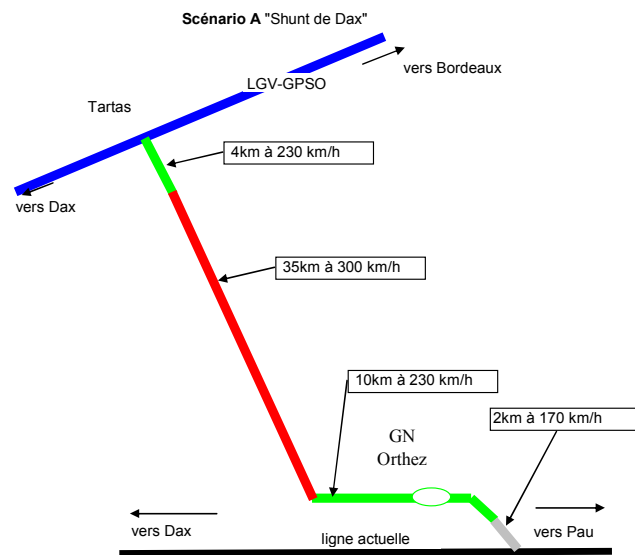 Scénario A "Shunt de Dax"
vers Bordeaux
LGV-GPSO
Tartas
4km à 230 km/h
vers Dax
35km à 300 km/h
10km à 230 km/h
2km à 170 km/h
GN
Orthez
vers Dax
vers Pau
ligne actuelle